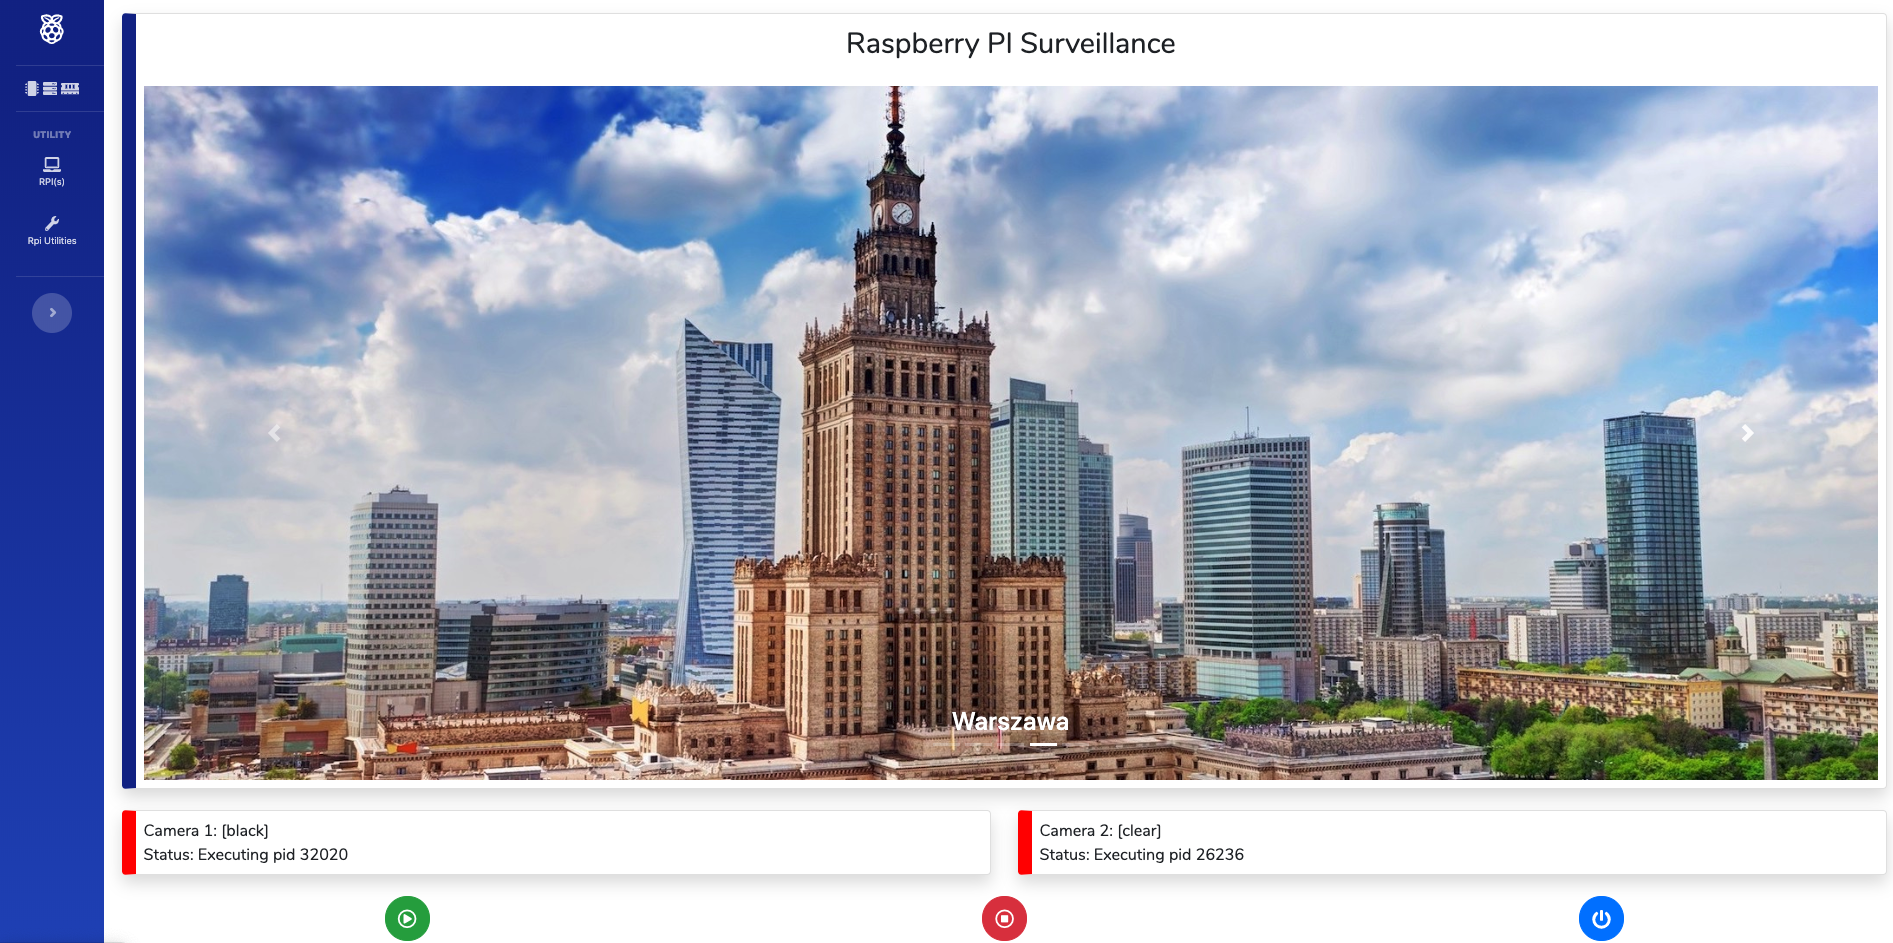 Raspberry PI Surveillance
UTILITY
RPI(s)
Rpi Utilities
Warszawa
Camera 1: [black]
Status: Executing pid 32020
Camera 2: [clear]
Status: Executing pid 26236